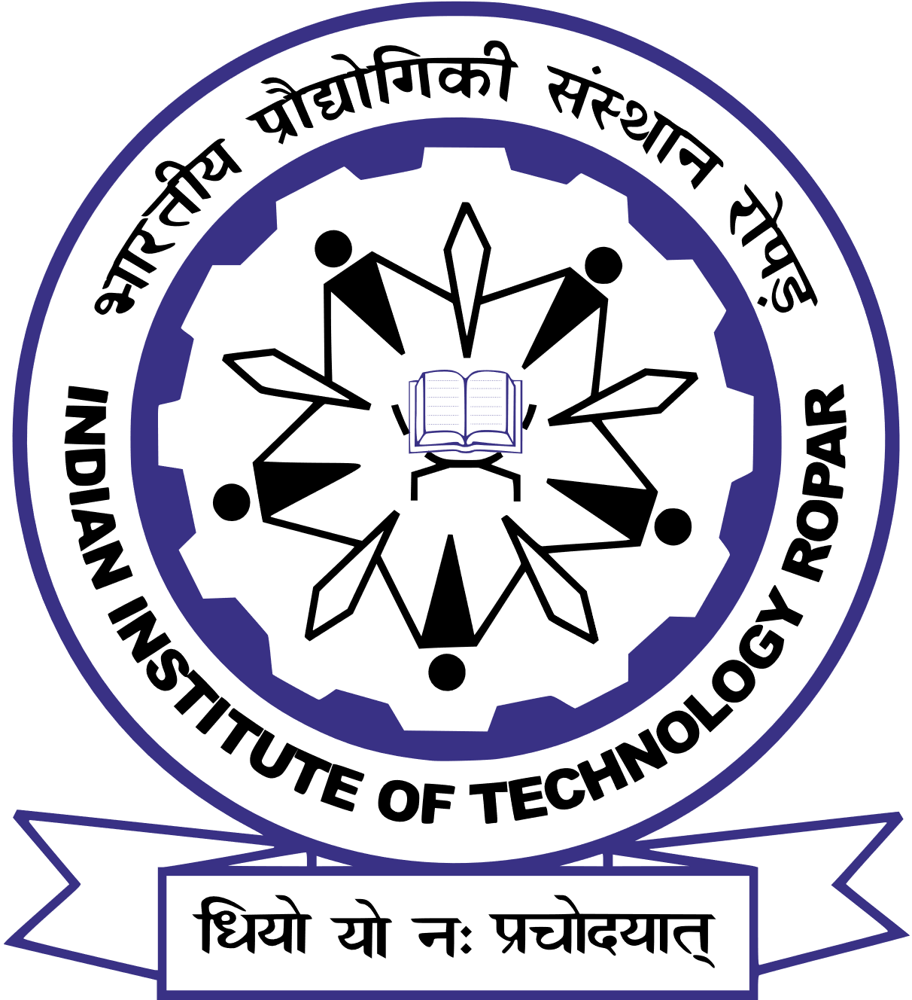 भारतीय प्रौद्योगिकी संस्थान रोपड़
INDIAN INSTITUTE OF TECHNOLOGY ROPAR
धियो यो नः प्रचोदयात्